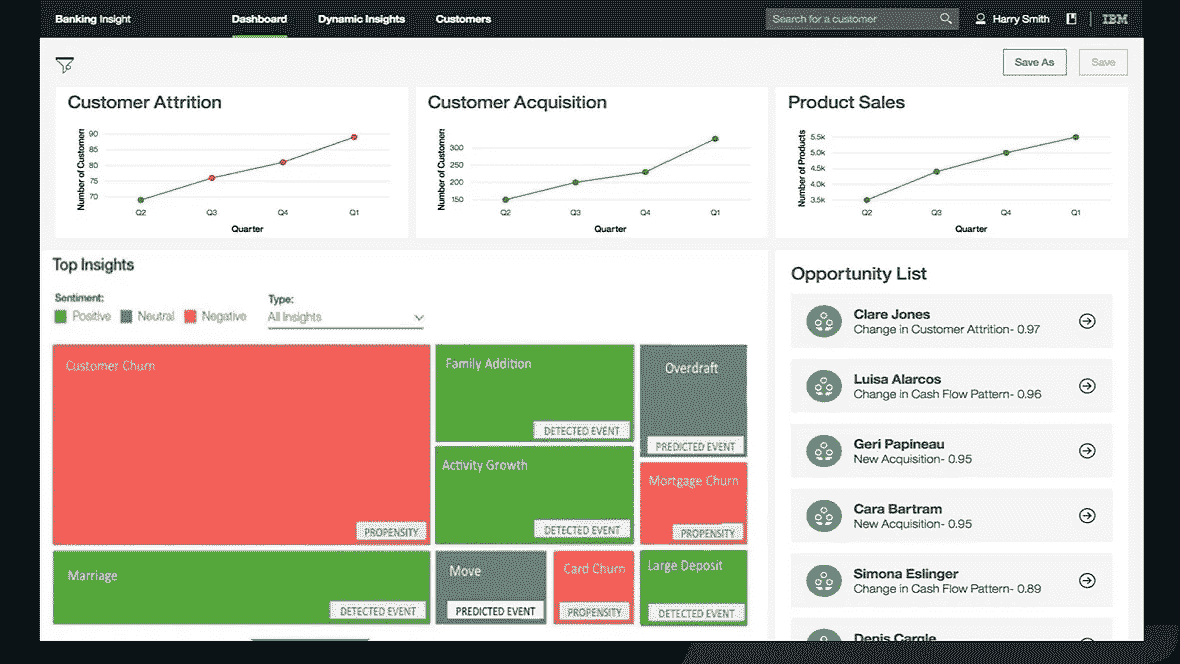 Banking Insight
Dashboard
Dynamic Insights
Customers
Search for a customer
Harry Smith
IBM
Save As
Save
Customer Attrition
Number of Customer
90
85
80
75
70
Q2
Q3
Q4
Q1
Quarter
Customer Acquisition
Number of Customer
300
250
200
150
Q2
Q3
Q4
Q1
Quarter
Product Sales
Number of Products
5.5k
5.0k
4.5k
4.0k
3.5k
Q2
Q3
Q4
Q1
Quarter
Top Insights
Sentiment:
Positive
Neutral
Negative
Type:
All Insights
Customer Churn
PROPENSITY
Family Addition
DETECTED EVENT
Overdraft
PREDICTED EVENT
Activity Growth
DETECTED EVENT
Mortgage Churn
PROPENSITY
Marriage
DETECTED EVENT
Move
PREDICTED EVENT
Card Churn
PROPENSITY
Large Deposit
DETECTED EVENT
Opportunity List
Clare Jones
Change in Customer Attrition- 0.97
Luisa Alarcos
Change in Cash Flow Pattern- 0.96
Geri Papineau
New Acquisition- 0.95
Cara Bartram
New Acquisition- 0.95
Simona Eslinger
Change in Cash Flow Pattern- 0.89
Denis Cargle